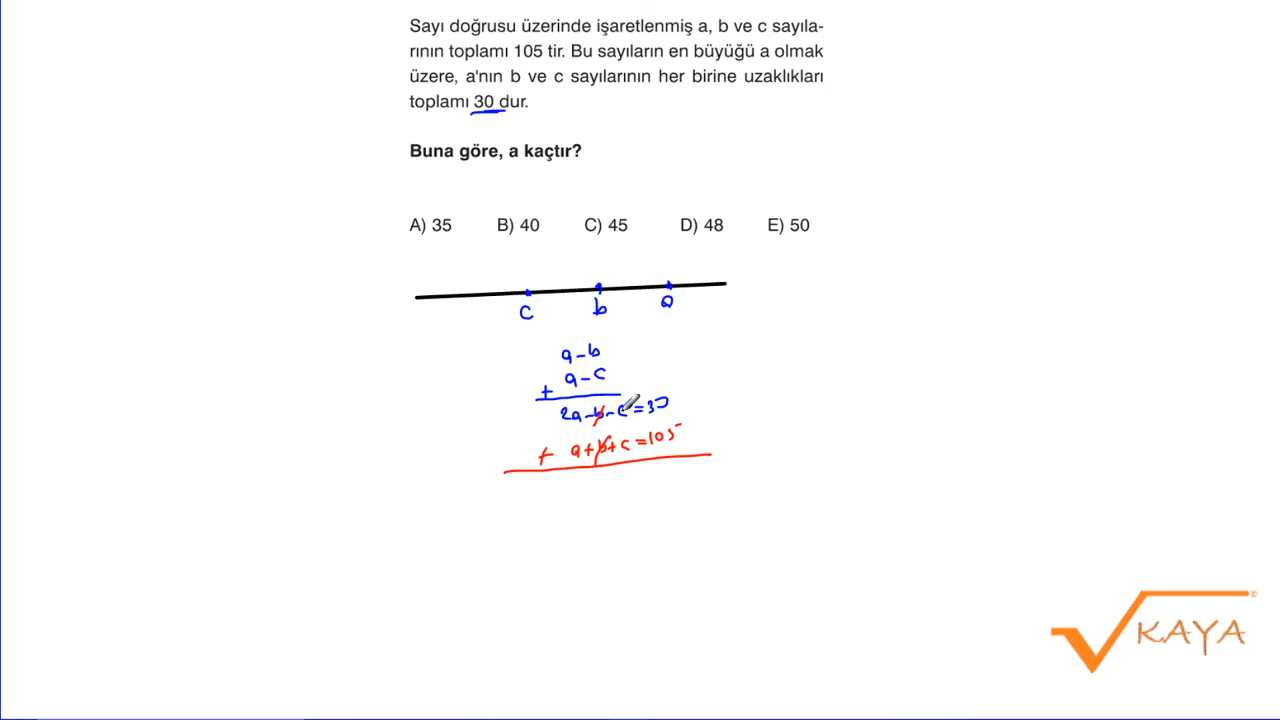 Sayı doğrusu üzerinde işaretlenmiş a, b ve c sayıla-
rının toplamı 105 tir. Bu sayıların en büyüğü a olmak
üzere, a'nın b ve c sayılarının her birine uzaklıkları
toplamı 30 dur.
Buna göre, a kaçtır?
A) 35 B) 40 C) 45 D) 48 E) 50
c b a
a-b
+ a-c
2a-b-c=30
+ a+b+c=105
KAYA
©